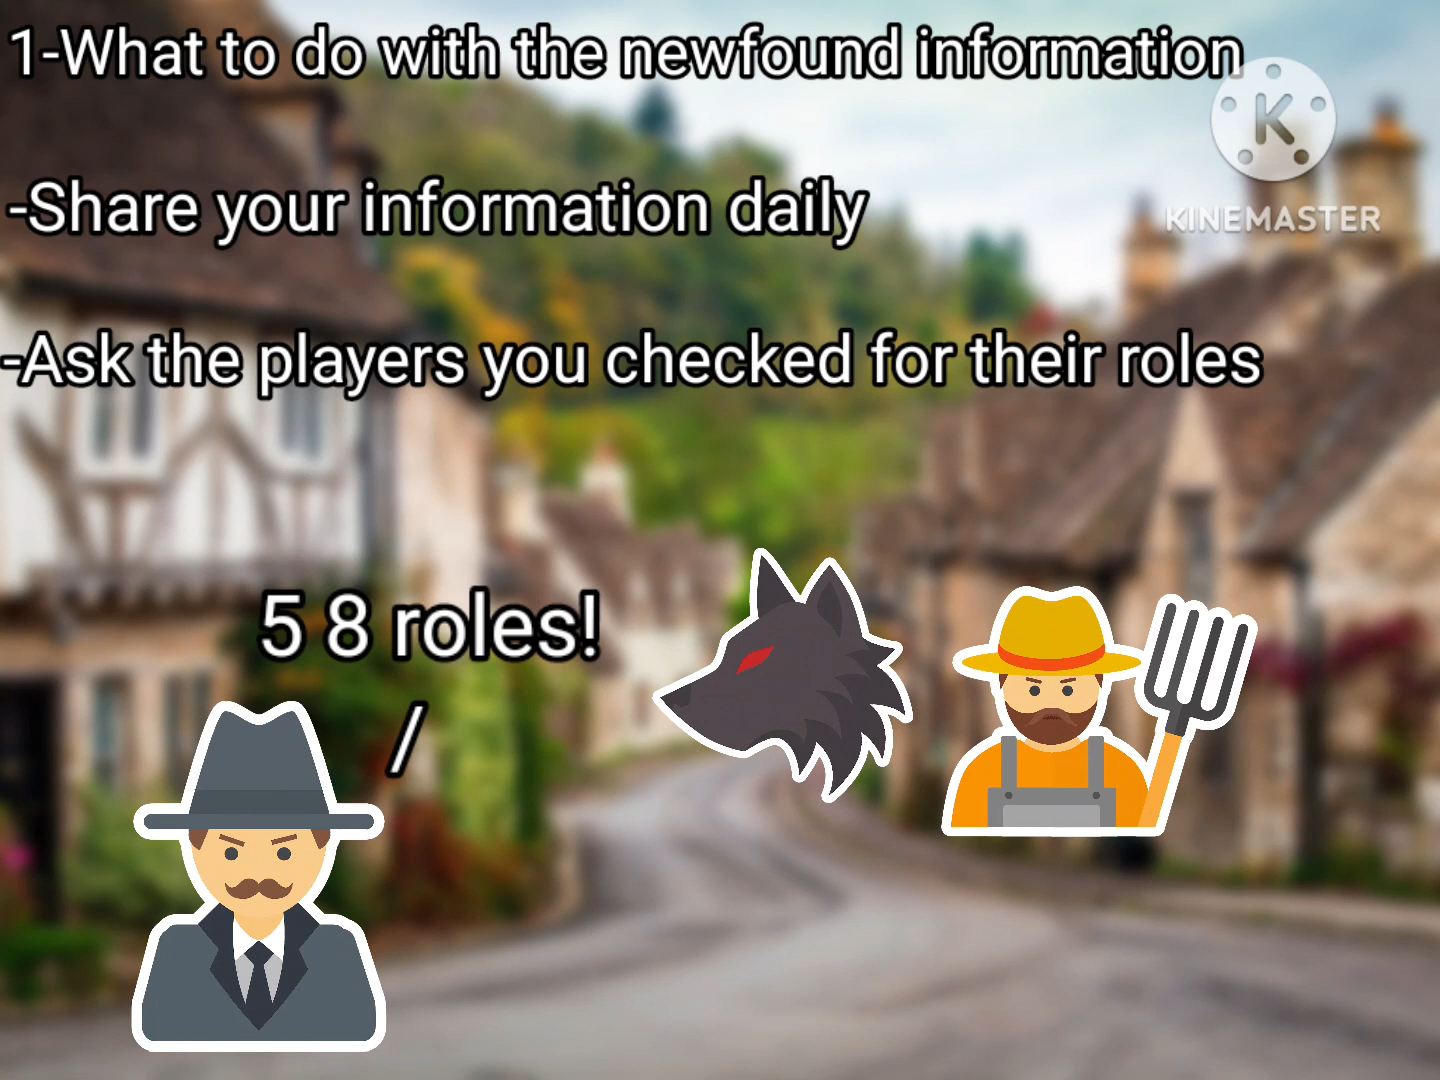 1-What to do with the newfound information
K
KINEMASTER
-Share your information daily
-Ask the players you checked for their roles
5 8 roles!
/